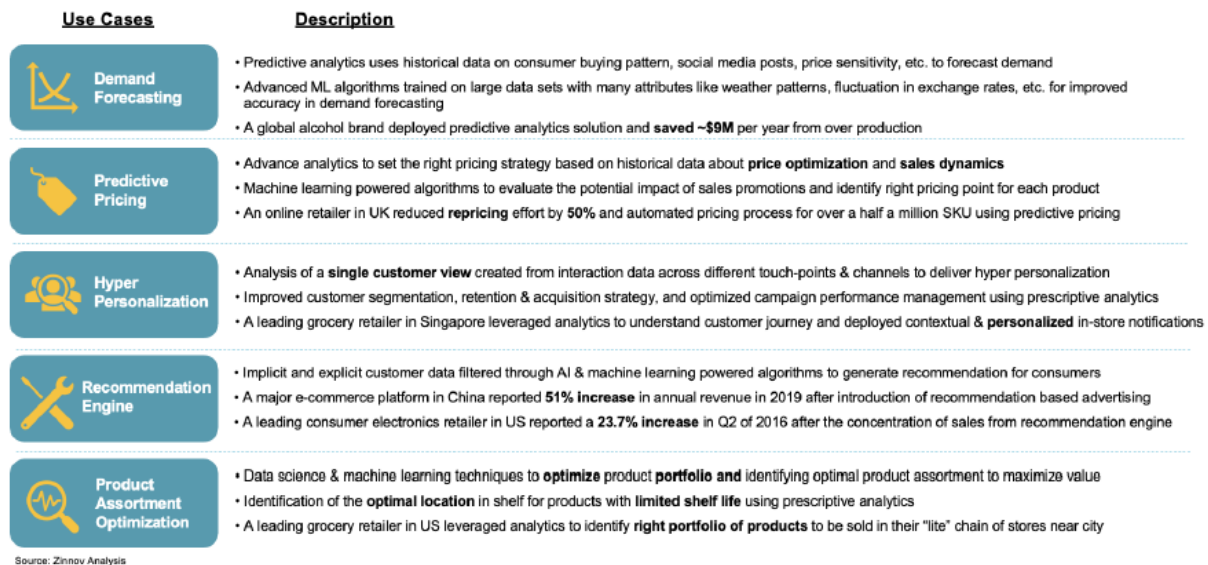 Use Cases
Description
Demand
Forecasting
• Predictive analytics uses historical data on consumer buying pattern, social media posts, price sensitivity, etc. to forecast demand
• Advanced ML algorithms trained on large data sets with many attributes like weather patterns, fluctuation in exchange rates, etc. for improved
accuracy in demand forecasting
• A global alcohol brand deployed predictive analytics solution and saved ~$9M per year from over production
Predictive
Pricing
• Advance analytics to set the right pricing strategy based on historical data about price optimization and sales dynamics
• Machine learning powered algorithms to evaluate the potential impact of sales promotions and identify right pricing point for each product
• An online retailer in UK reduced repricing effort by 50% and automated pricing process for over a half a million SKU using predictive pricing
Hyper
Personalization
• Analysis of a single customer view created from interaction data across different touch-points & channels to deliver hyper personalization
• Improved customer segmentation, retention & acquisition strategy, and optimized campaign performance management using prescriptive analytics
• A leading grocery retailer in Singapore leveraged analytics to understand customer journey and deployed contextual & personalized in-store notifications
Recommendation
Engine
• Implicit and explicit customer data filtered through AI & machine learning powered algorithms to generate recommendation for consumers
• A major e-commerce platform in China reported 51% increase in annual revenue in 2019 after introduction of recommendation based advertising
• A leading consumer electronics retailer in US reported a 23.7% increase in Q2 of 2016 after the concentration of sales from recommendation engine
Product
Assortment
Optimization
• Data science & machine learning techniques to optimize product portfolio and identifying optimal product assortment to maximize value
• Identification of the optimal location in shelf for products with limited shelf life using prescriptive analytics
• A leading grocery retailer in US leveraged analytics to identify right portfolio of products to be sold in their "lite" chain of stores near city
Source: Zinnov Analysis